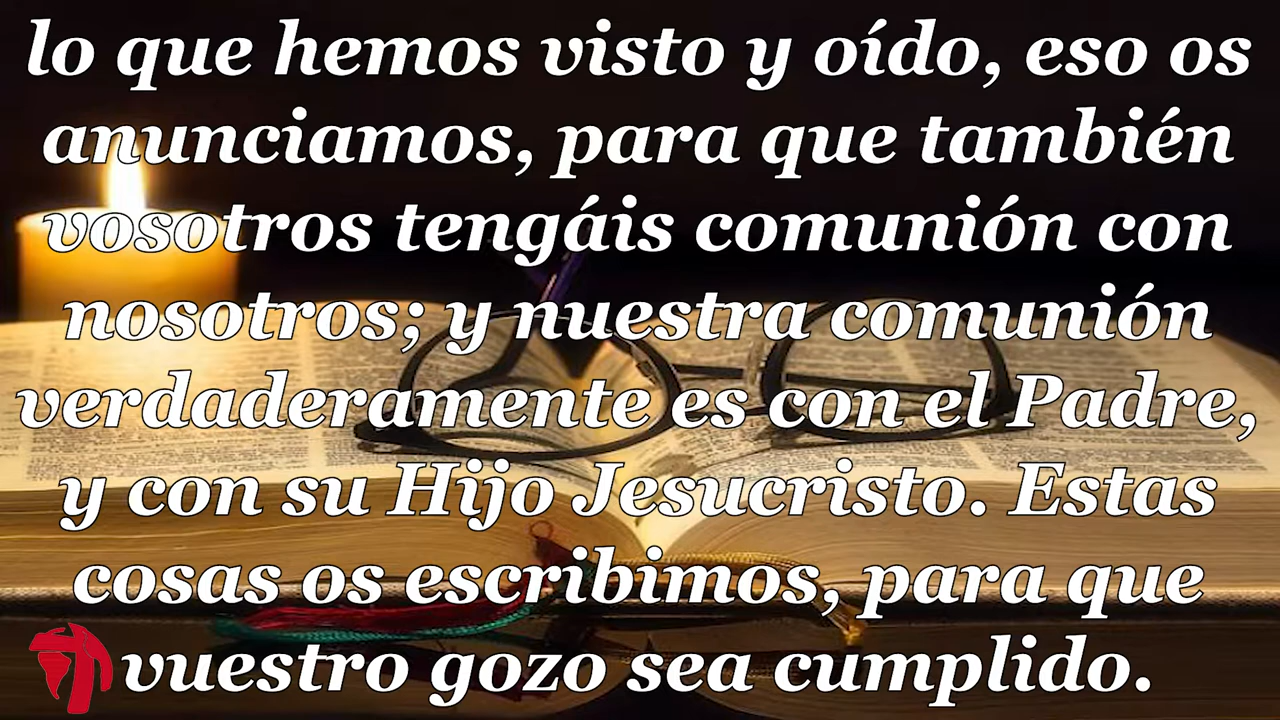 lo que hemos visto y oído, eso os
anunciamos, para que también
vosotros tengáis comunión con
nosotros; y nuestra comunión
verdaderamente es con el Padre,
y con su Hijo Jesucristo. Estas
cosas os escribimos, para que
vuestro gozo sea cumplido.